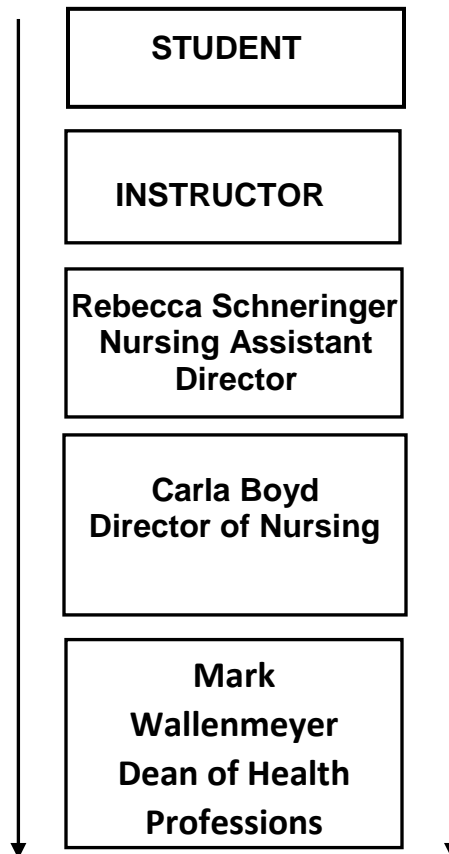 STUDENT
INSTRUCTOR
Rebecca Schneringer
Nursing Assistant
Director
Carla Boyd
Director of Nursing
Mark
Wallenmeyer
Dean of Health
Professions